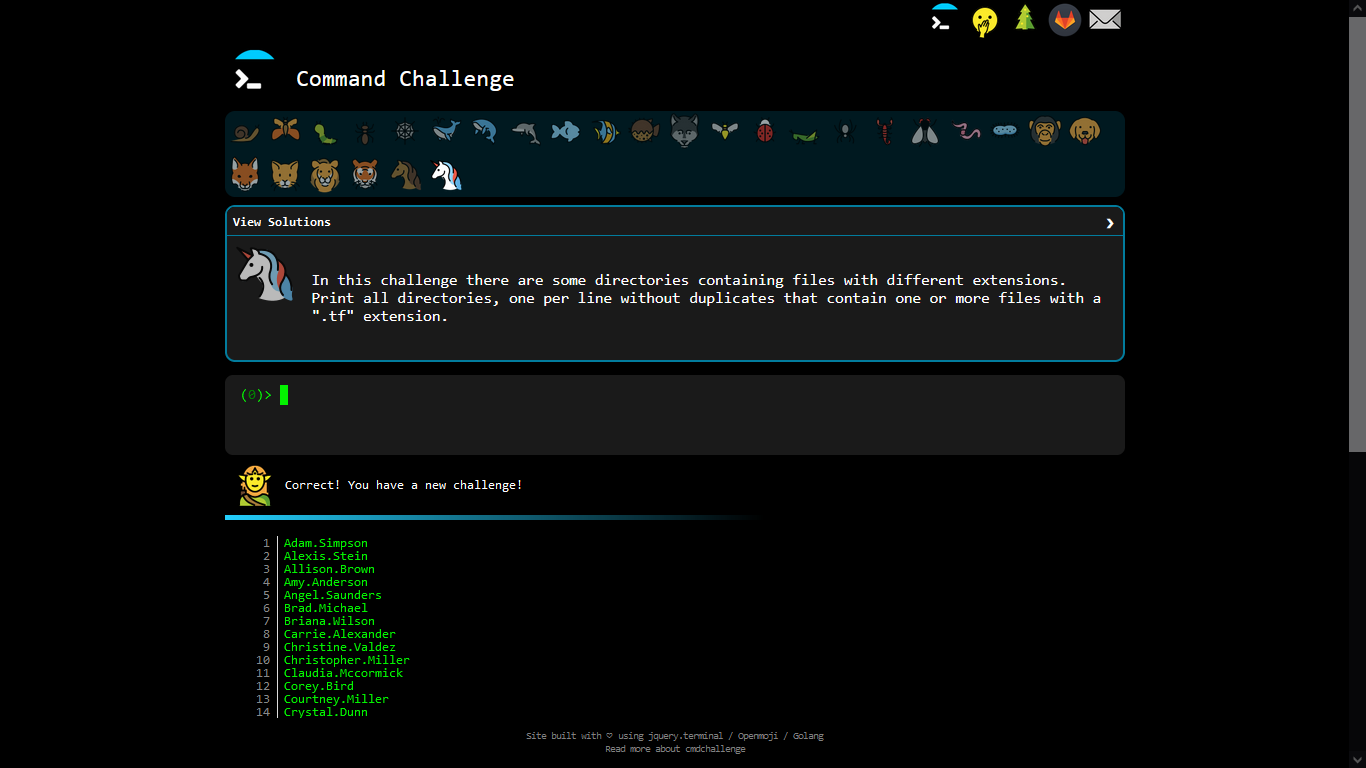 Command Challenge
View Solutions
In this challenge there are some directories containing files with different extensions.
Print all directories, one per line without duplicates that contain one or more files with a
".tf" extension.
(0)>
Correct! You have a new challenge!
1 Adam.Simpson
2 Alexis.Stein
3 Allison.Brown
4 Amy.Anderson
5 Angel.Saunders
6 Brad.Michael
7 Briana.Wilson
8 Carrie.Alexander
9 Christine.Valdez
10 Christopher.Miller
11 Claudia.Mccormick
12 Corey.Bird
13 Courtney.Miller
14 Crystal.Dunn
Site built with ♡ using jquery.terminal / Openmoji / Golang
Read more about cmdchallenge